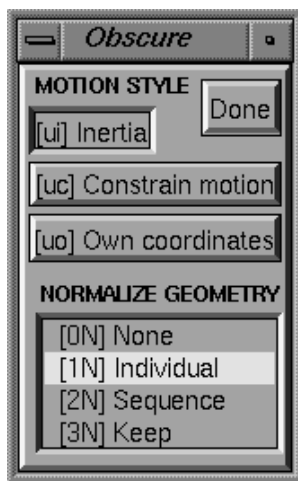 Obscure
MOTION STYLE
Done
[ui] Inertia
[uc] Constrain motion
[uo] Own coordinates
NORMALIZE GEOMETRY
[0N] None
[1N] Individual
[2N] Sequence
[3N] Keep